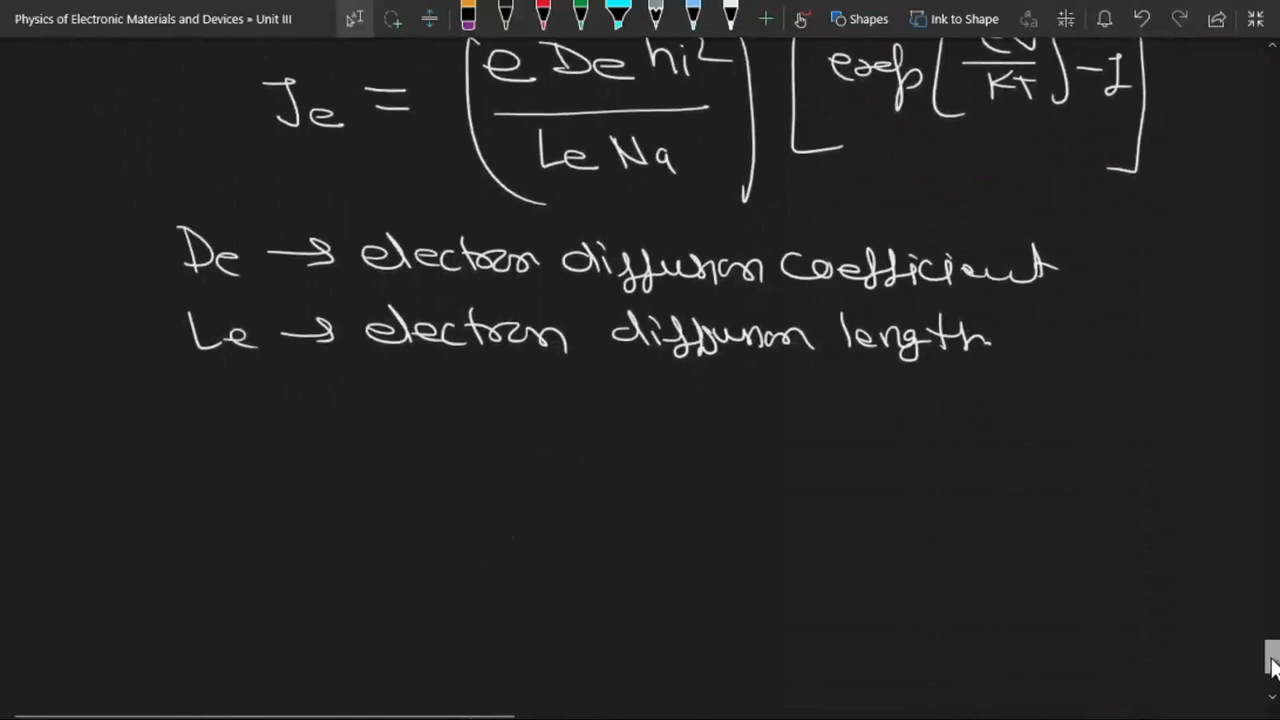 Physics of Electronic Materials and Devices » Unit III
Shapes
Ink to Shape
Je = (e De ni² / Le Na) [exp(eV / KT) - 1]
De → electron diffusion coefficient
Le → electron diffusion length